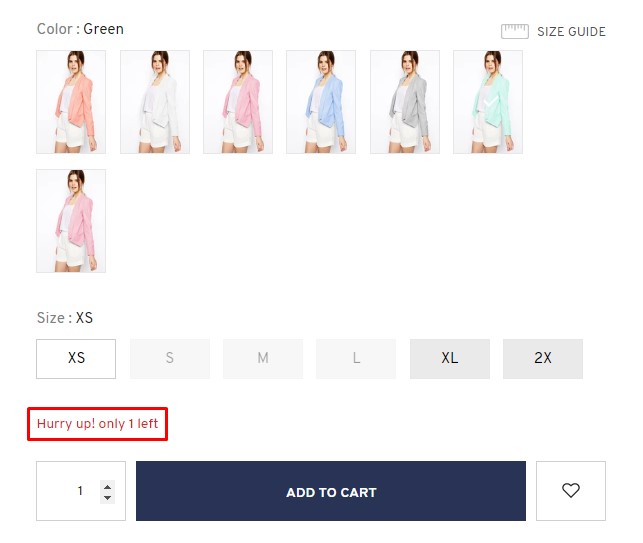 Color : Green
SIZE GUIDE
Size : XS
XS S M L XL 2X
Hurry up! only 1 left
1 ADD TO CART